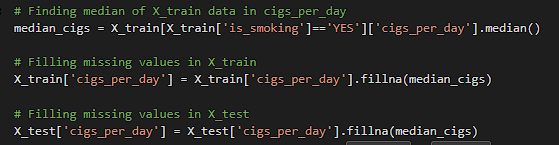 # Finding median of X_train data in cigs_per_day
median_cigs = X_train[X_train['is_smoking']=='YES']['cigs_per_day'].median()
# Filling missing values in X_train
X_train['cigs_per_day'] = X_train['cigs_per_day'].fillna(median_cigs)
# Filling missing values in X_test
X_test['cigs_per_day'] = X_test['cigs_per_day'].fillna(median_cigs)